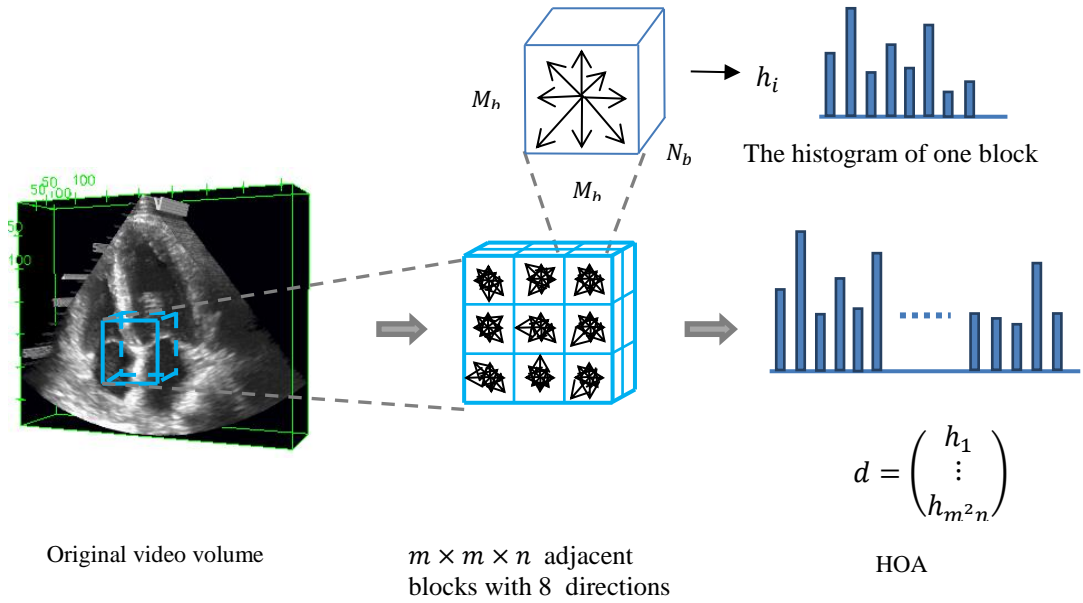 M_b
h_i
N_b
The histogram of one block
M_b
50 50 100 100
50
100
d = (h_1 ⋮ h_{m^2n})
Original video volume
m × m × n adjacent
blocks with 8 directions
HOA